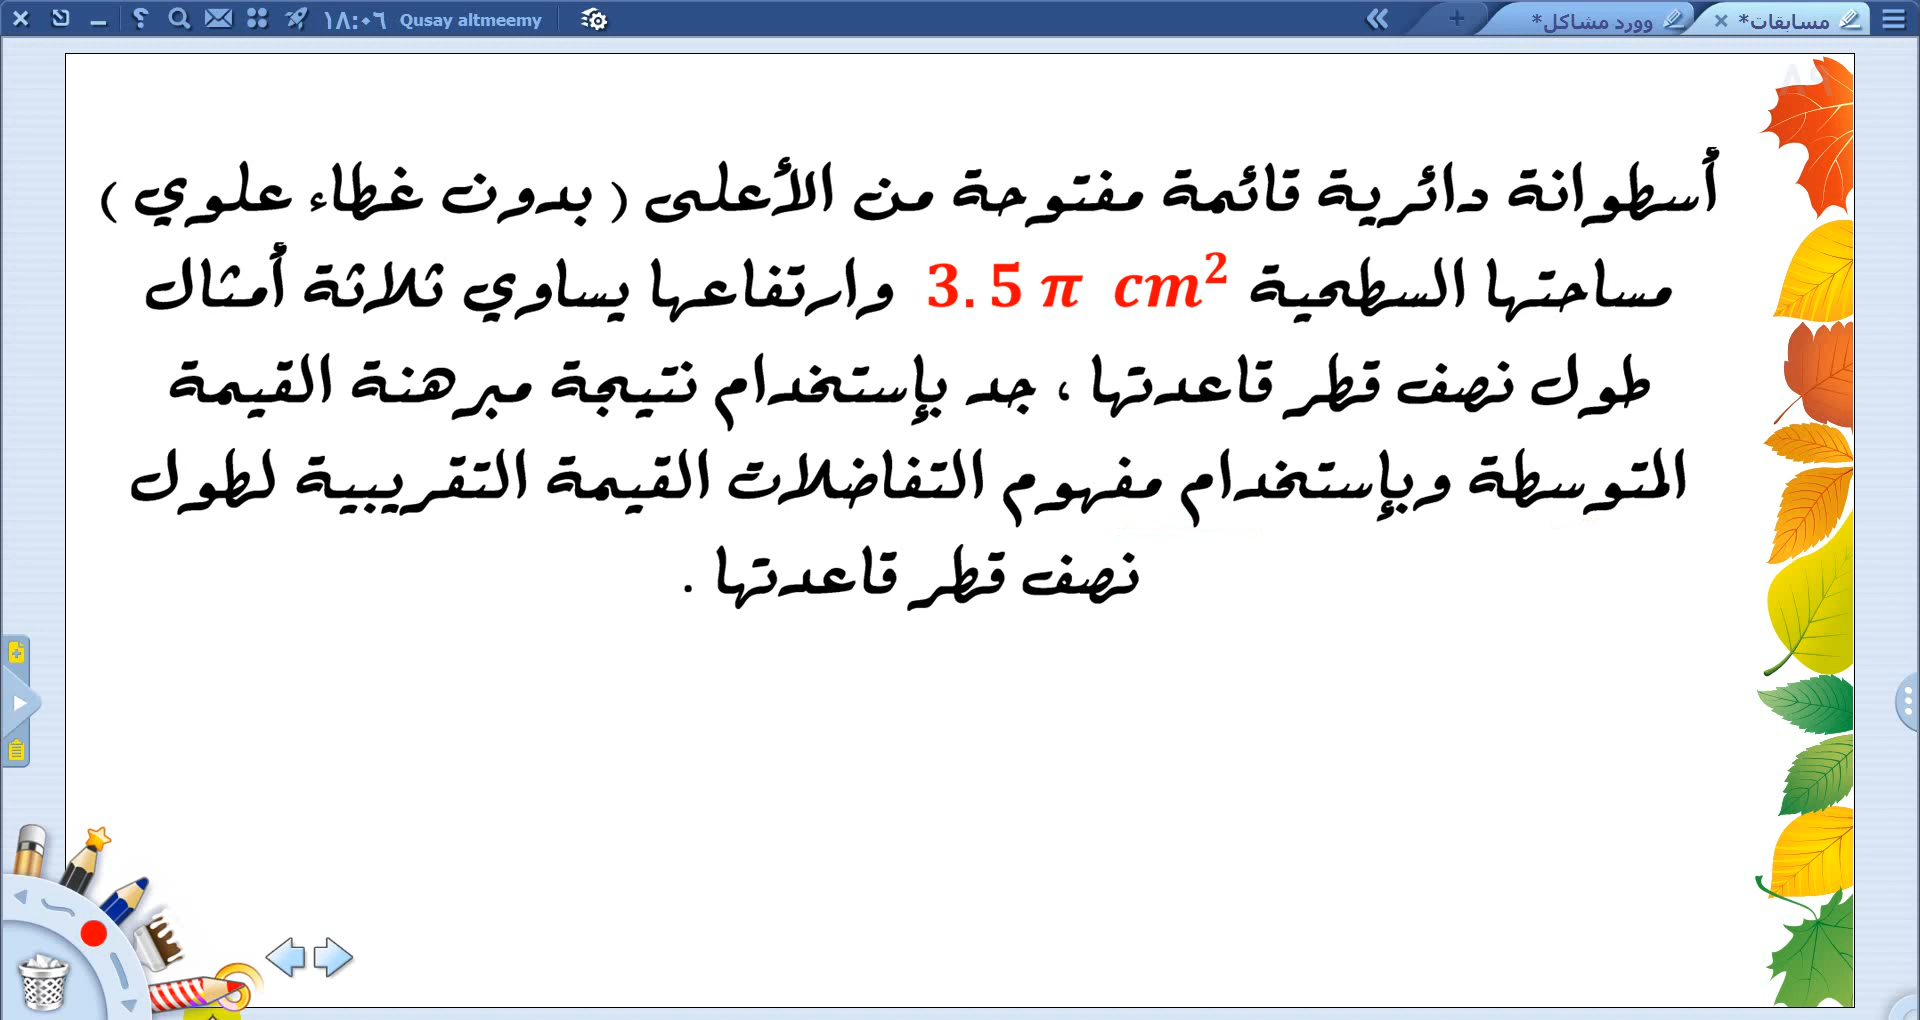 مسابقات*
وورد مشاكل*
Qusay altmeemy
١٨:٠٦
٨٩
أسطوانة دائرية قائمة مفتوحة من الأعلى ( بدون غطاء علوي )
مساحتها السطحية 3.5 π cm² وارتفاعها يساوي ثلاثة أمثال
طول نصف قطر قاعدتها ، جد بإستخدام نتيجة مبرهنة القيمة
المتوسطة وبإستخدام مفهوم التفاضلات القيمة التقريبية لطول
نصف قطر قاعدتها .